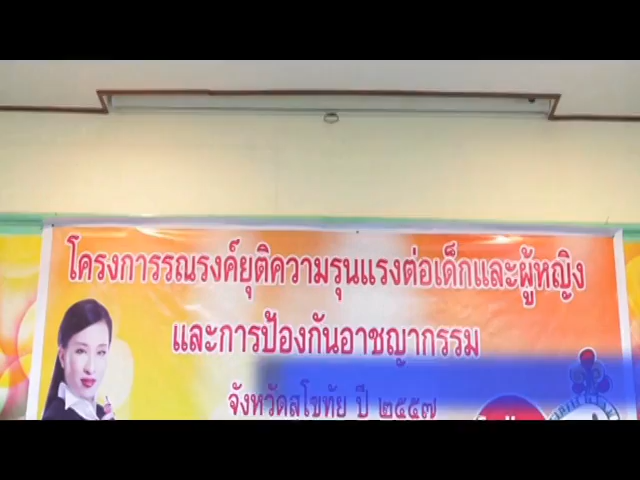 โครงการรณรงค์ยุติความรุนแรงต่อเด็กและผู้หญิง
และการป้องกันอาชญากรรม
จังหวัดสุโขทัย ปี ๒๕๕๗